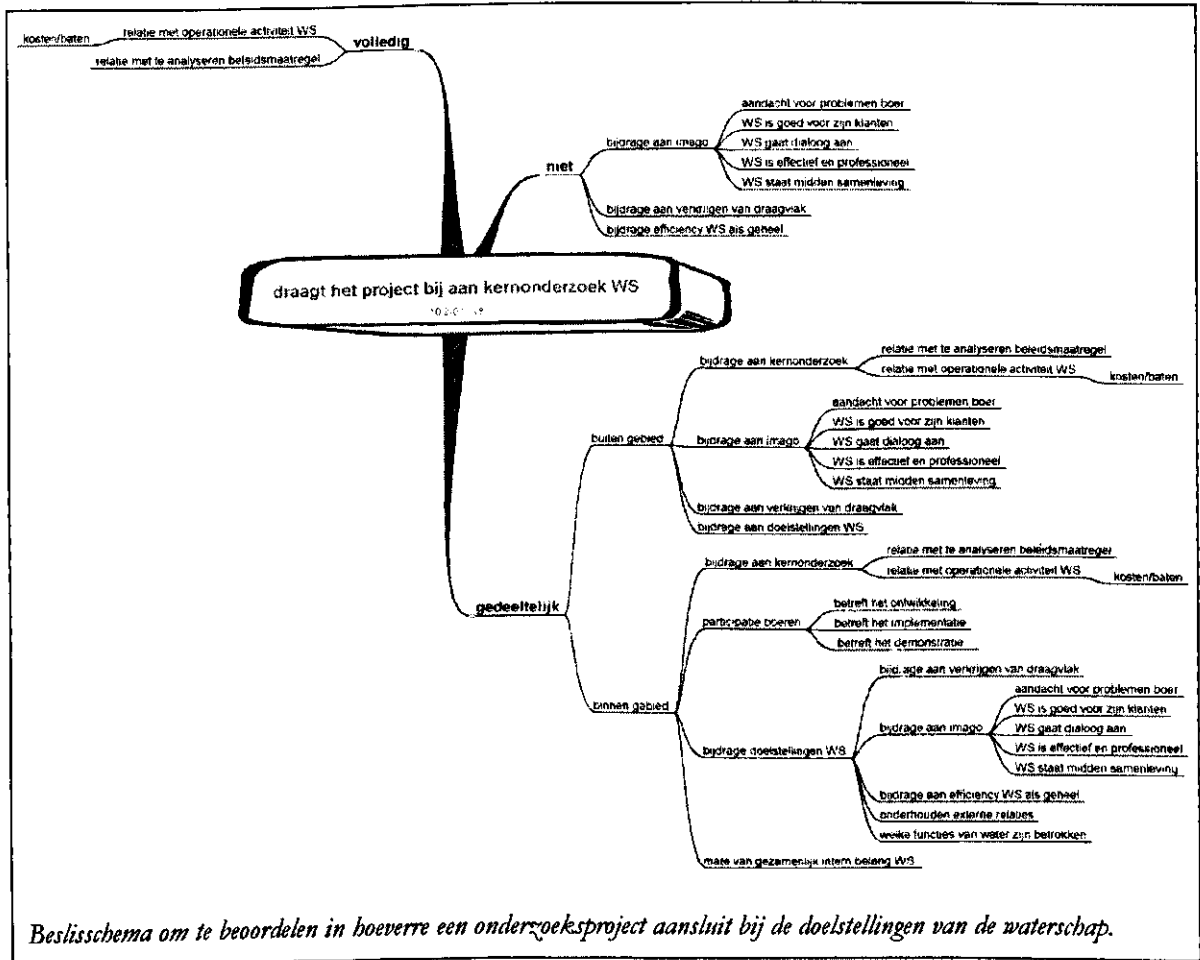 volledig
relatie met operationele activiteit WS
kosten/baten
relatie met te analyseren beleidsmaatregel
niet
bijdrage aan imago
aandacht voor problemen boer
WS is goed voor zijn klanten
WS gaat dialoog aan
WS is effectief en professioneel
WS staat midden samenleving
bijdrage aan verkrijgen van draagvlak
bijdrage efficiency WS als geheel
draagt het project bij aan kernonderzoek WS
gedeeltelijk
buiten gebied
bijdrage aan kernonderzoek
relatie met te analyseren beleidsmaatregel
relatie met operationele activiteit WS
kosten/baten
bijdrage aan imago
aandacht voor problemen boer
WS is goed voor zijn klanten
WS gaat dialoog aan
WS is effectief en professioneel
WS staat midden samenleving
bijdrage aan verkrijgen van draagvlak
bijdrage aan doelstellingen WS
binnen gebied
bijdrage aan kernonderzoek
relatie met te analyseren beleidsmaatregel
relatie met operationele activiteit WS
kosten/baten
participatie boeren
betreft het ontwikkeling
betreft het implementatie
betreft het demonstratie
bijdrage doelstellingen WS
bijdrage aan verkrijgen van draagvlak
bijdrage aan imago
aandacht voor problemen boer
WS is goed voor zijn klanten
WS gaat dialoog aan
WS is effectief en professioneel
WS staat midden samenleving
bijdrage aan efficiency WS als geheel
onderhouden externe relaties
welke functies van water zijn betrokken
mate van gezamenlijk intern belang WS
Beslisschema om te beoordelen in hoeverre een onderzoeksproject aansluit bij de doelstellingen van de waterschap.